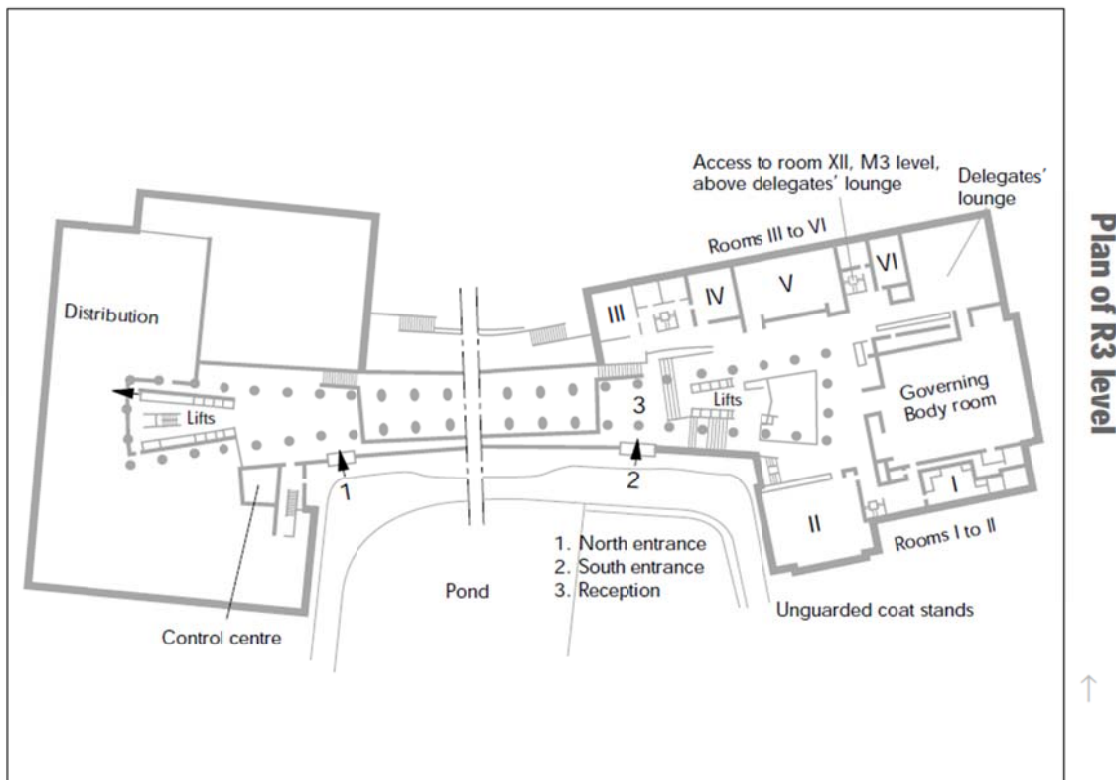 Plan of R3 level
Access to room XII, M3 level,
above delegates' lounge
Delegates'
lounge
Rooms III to VI
VI
V
IV
III
Distribution
Lifts
3
Lifts
Governing
Body room
1
2
II
I
Rooms I to II
1. North entrance
2. South entrance
3. Reception
Pond
Unguarded coat stands
Control centre
↑